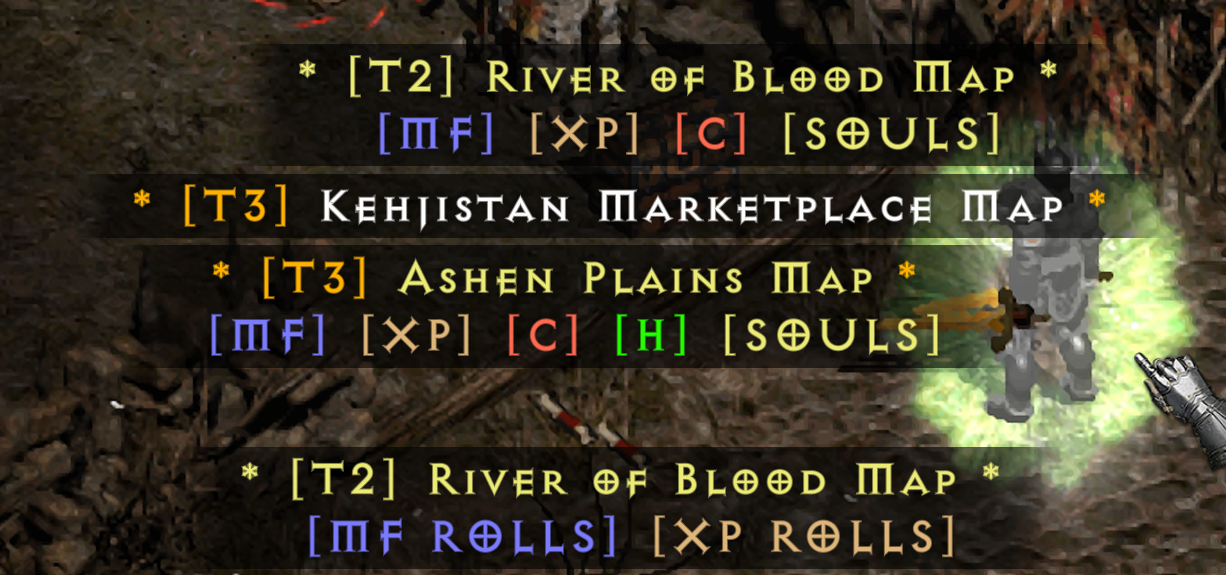 * [T2] River of Blood Map *
[MF] [XP] [C] [SOULS]
* [T3] Kehjistan Marketplace Map *
* [T3] Ashen Plains Map *
[MF] [XP] [C] [H] [SOULS]
* [T2] River of Blood Map *
[MF ROLLS] [XP ROLLS]